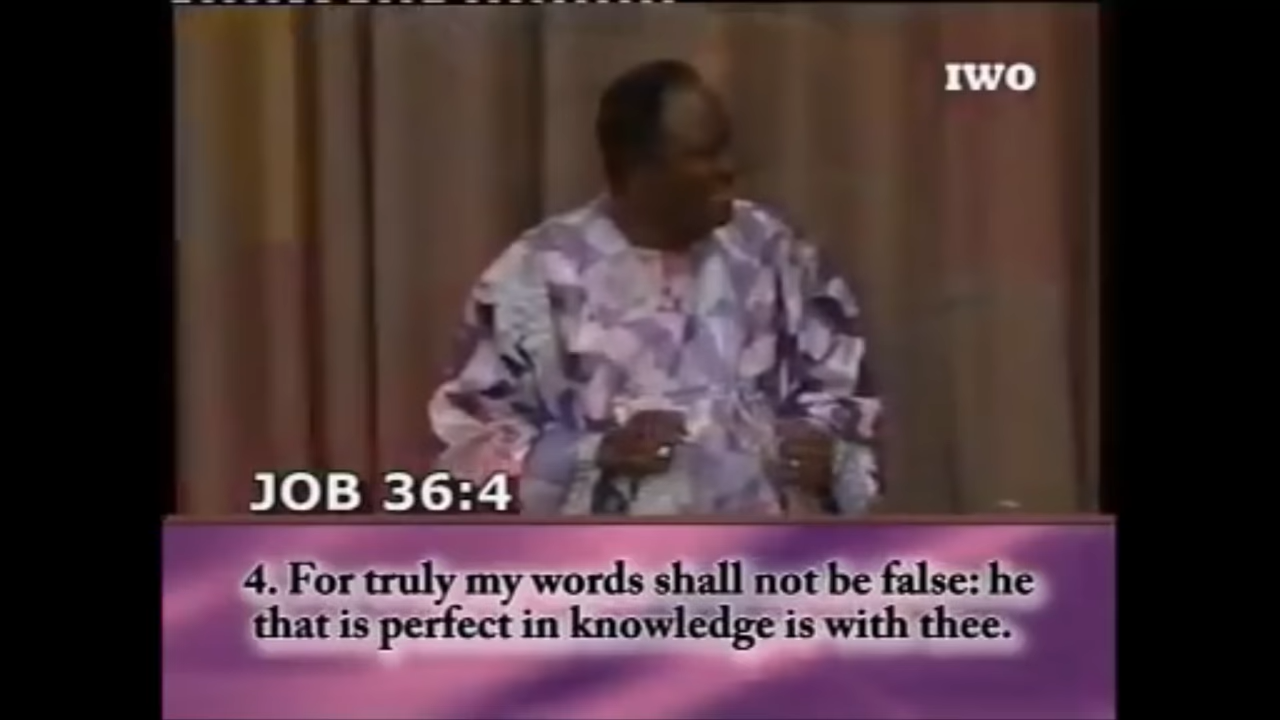 IWO
JOB 36:4
4. For truly my words shall not be false: he
that is perfect in knowledge is with thee.